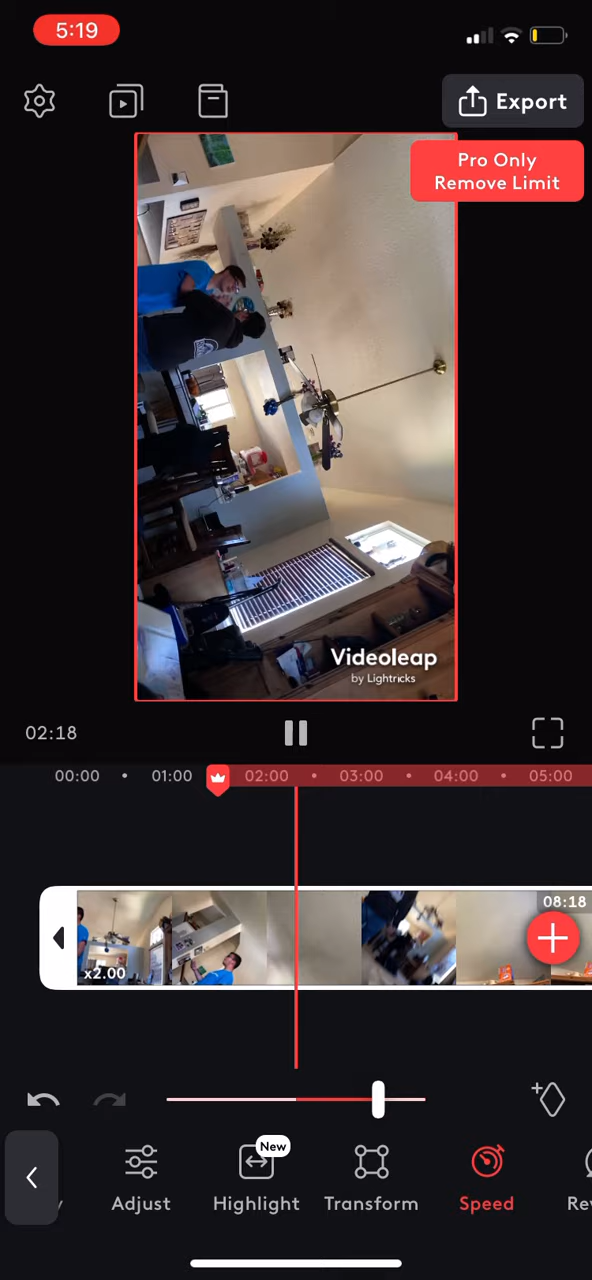 5:19
Export
Pro Only
Remove Limit
Videoleap
by Lightricks
02:18
00:00 01:00 02:00 03:00 04:00 05:00
08:18
x2.00
New
Adjust Highlight Transform Speed